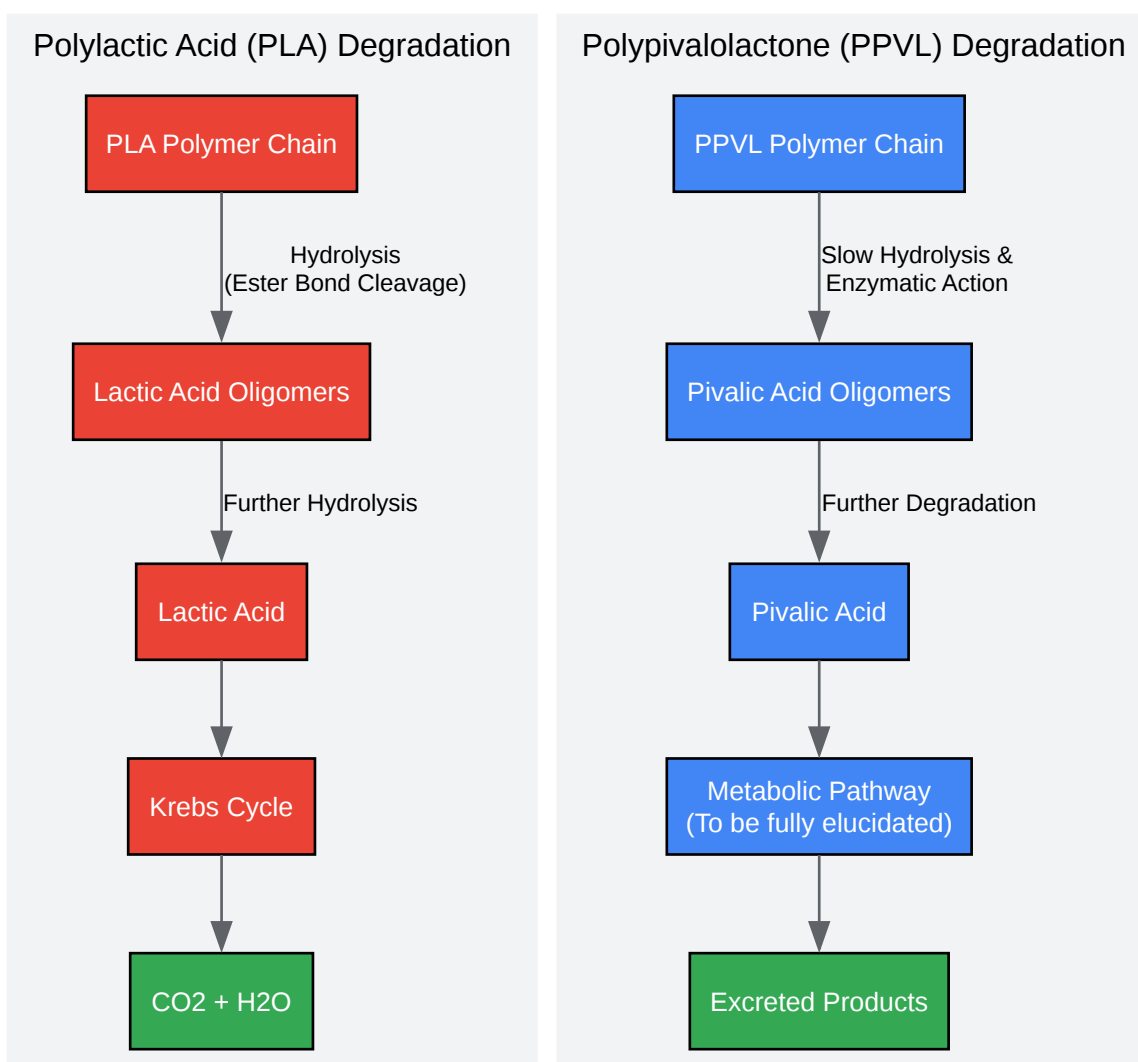 Polylactic Acid (PLA) Degradation
PLA Polymer Chain
Hydrolysis
(Ester Bond Cleavage)
Lactic Acid Oligomers
Further Hydrolysis
Lactic Acid
Krebs Cycle
CO2 + H2O
Polypivalolactone (PPVL) Degradation
PPVL Polymer Chain
Slow Hydrolysis &
Enzymatic Action
Pivalic Acid Oligomers
Further Degradation
Pivalic Acid
Metabolic Pathway
(To be fully elucidated)
Excreted Products